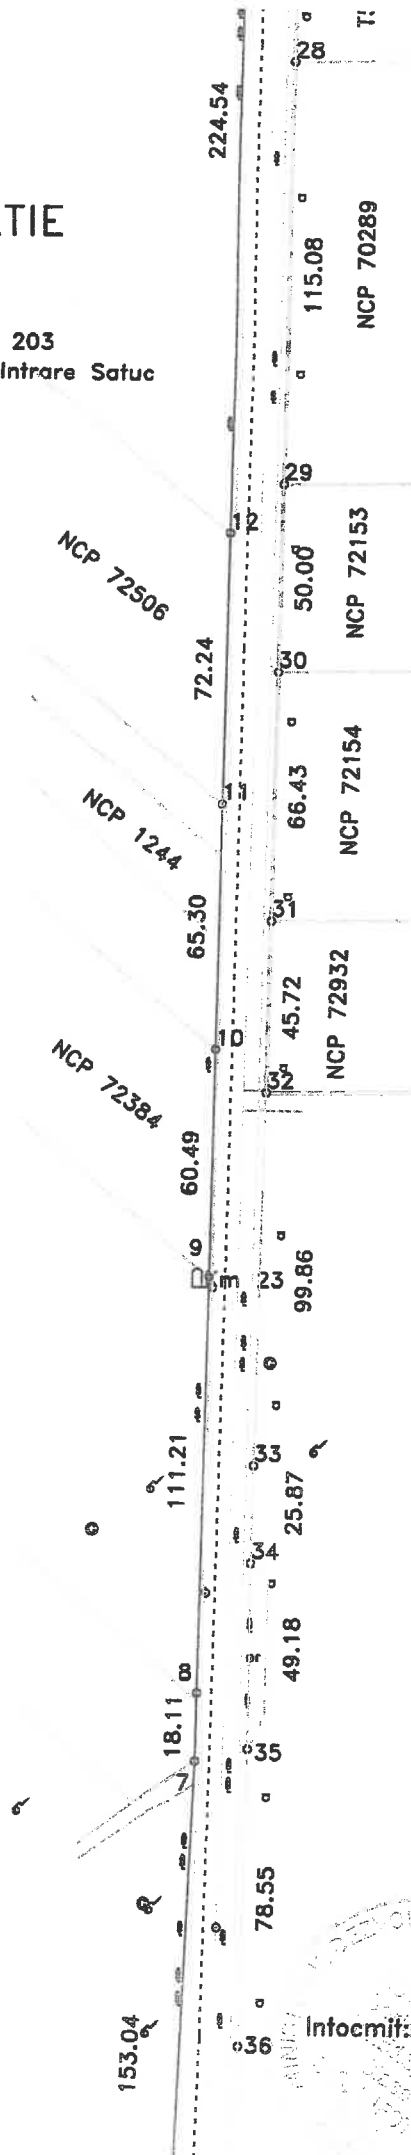 28
224.54
TIE
115.08
NCP 70289
203
Intrare Satuc
29
12
NCP 72506
50.00
NCP 72153
72.24
30
66.43
NCP 72154
11
NCP 1244
65.30
31
45.72
NCP 72932
10
NCP 72384
32
60.49
9
Dm 23
99.86
33
111.21
25.87
34
49.18
8
18.11
35
7
78.55
153.04
Intocmit:
36